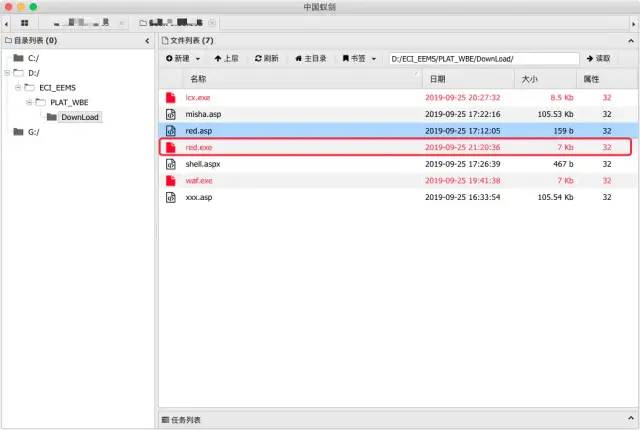 中国蚁剑
目录列表 (0)
C:/
D:/
ECI_EEMS
PLAT_WBE
DownLoad
G:/
文件列表 (7)
新建 上层 刷新 主目录 书签 D:/ECI_EEMS/PLAT_WBE/DownLoad/ 读取
名称 日期 大小 属性
icx.exe 2019-09-25 20:27:32 8.5 Kb 32
misha.asp 2019-09-25 17:22:16 105.53 Kb 32
red.asp 2019-09-25 17:12:05 159 b 32
red.exe 2019-09-25 21:20:36 7 Kb 32
shell.aspx 2019-09-25 17:26:39 467 b 32
waf.exe 2019-09-25 19:41:38 7 Kb 32
xxx.asp 2019-09-25 16:33:54 105.54 Kb 32
任务列表